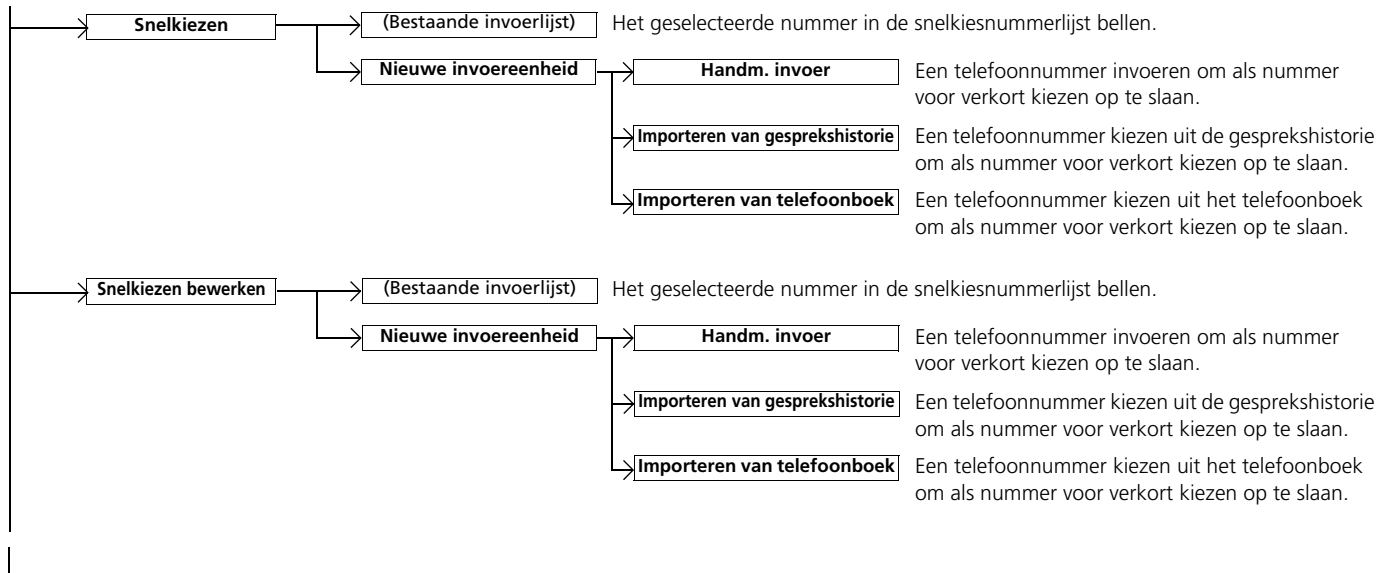 Snelkiezen
(Bestaande invoerlijst)
Het geselecteerde nummer in de snelkiesnummerlijst bellen.
Nieuwe invoereenheid
Handm. invoer
Een telefoonnummer invoeren om als nummer
voor verkort kiezen op te slaan.
Importeren van gesprekshistorie
Een telefoonnummer kiezen uit de gesprekshistorie
om als nummer voor verkort kiezen op te slaan.
Importeren van telefoonboek
Een telefoonnummer kiezen uit het telefoonboek
om als nummer voor verkort kiezen op te slaan.
Snelkiezen bewerken
(Bestaande invoerlijst)
Het geselecteerde nummer in de snelkiesnummerlijst bellen.
Nieuwe invoereenheid
Handm. invoer
Een telefoonnummer invoeren om als nummer
voor verkort kiezen op te slaan.
Importeren van gesprekshistorie
Een telefoonnummer kiezen uit de gesprekshistorie
om als nummer voor verkort kiezen op te slaan.
Importeren van telefoonboek
Een telefoonnummer kiezen uit het telefoonboek
om als nummer voor verkort kiezen op te slaan.